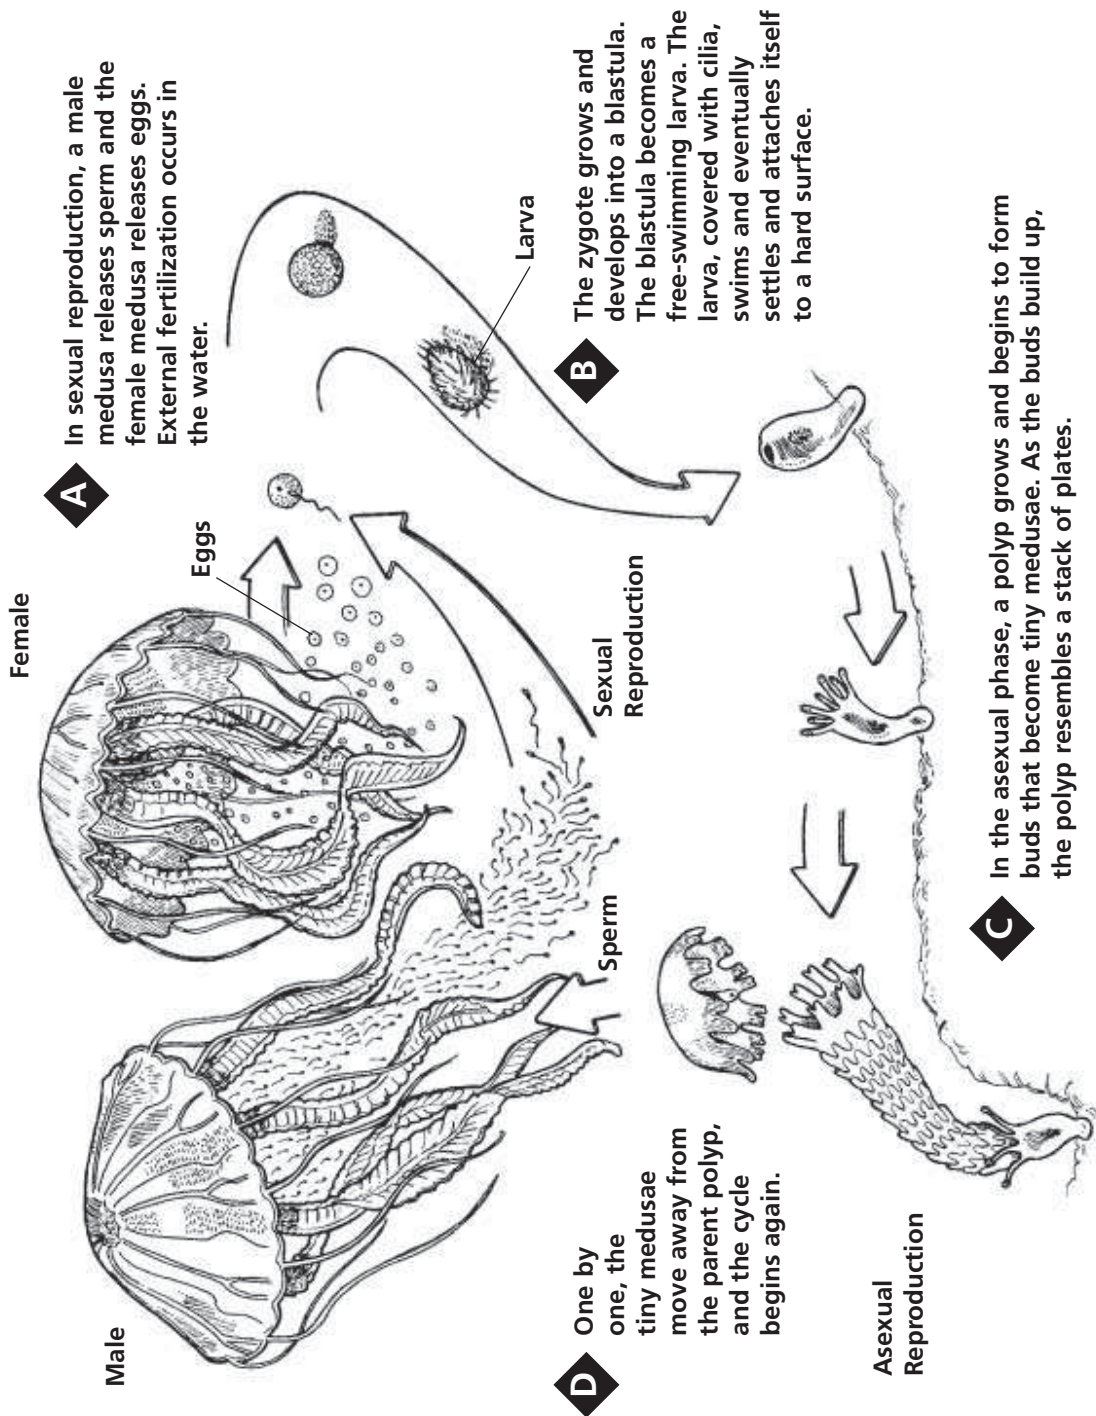 Male
Female
Eggs
Sperm
Sexual
Reproduction
A
In sexual reproduction, a male
medusa releases sperm and the
female medusa releases eggs.
External fertilization occurs in
the water.
Larva
B
The zygote grows and
develops into a blastula.
The blastula becomes a
free-swimming larva. The
larva, covered with cilia,
swims and eventually
settles and attaches itself
to a hard surface.
C
In the asexual phase, a polyp grows and begins to form
buds that become tiny medusae. As the buds build up,
the polyp resembles a stack of plates.
D
One by
one, the
tiny medusae
move away from
the parent polyp,
and the cycle
begins again.
Asexual
Reproduction